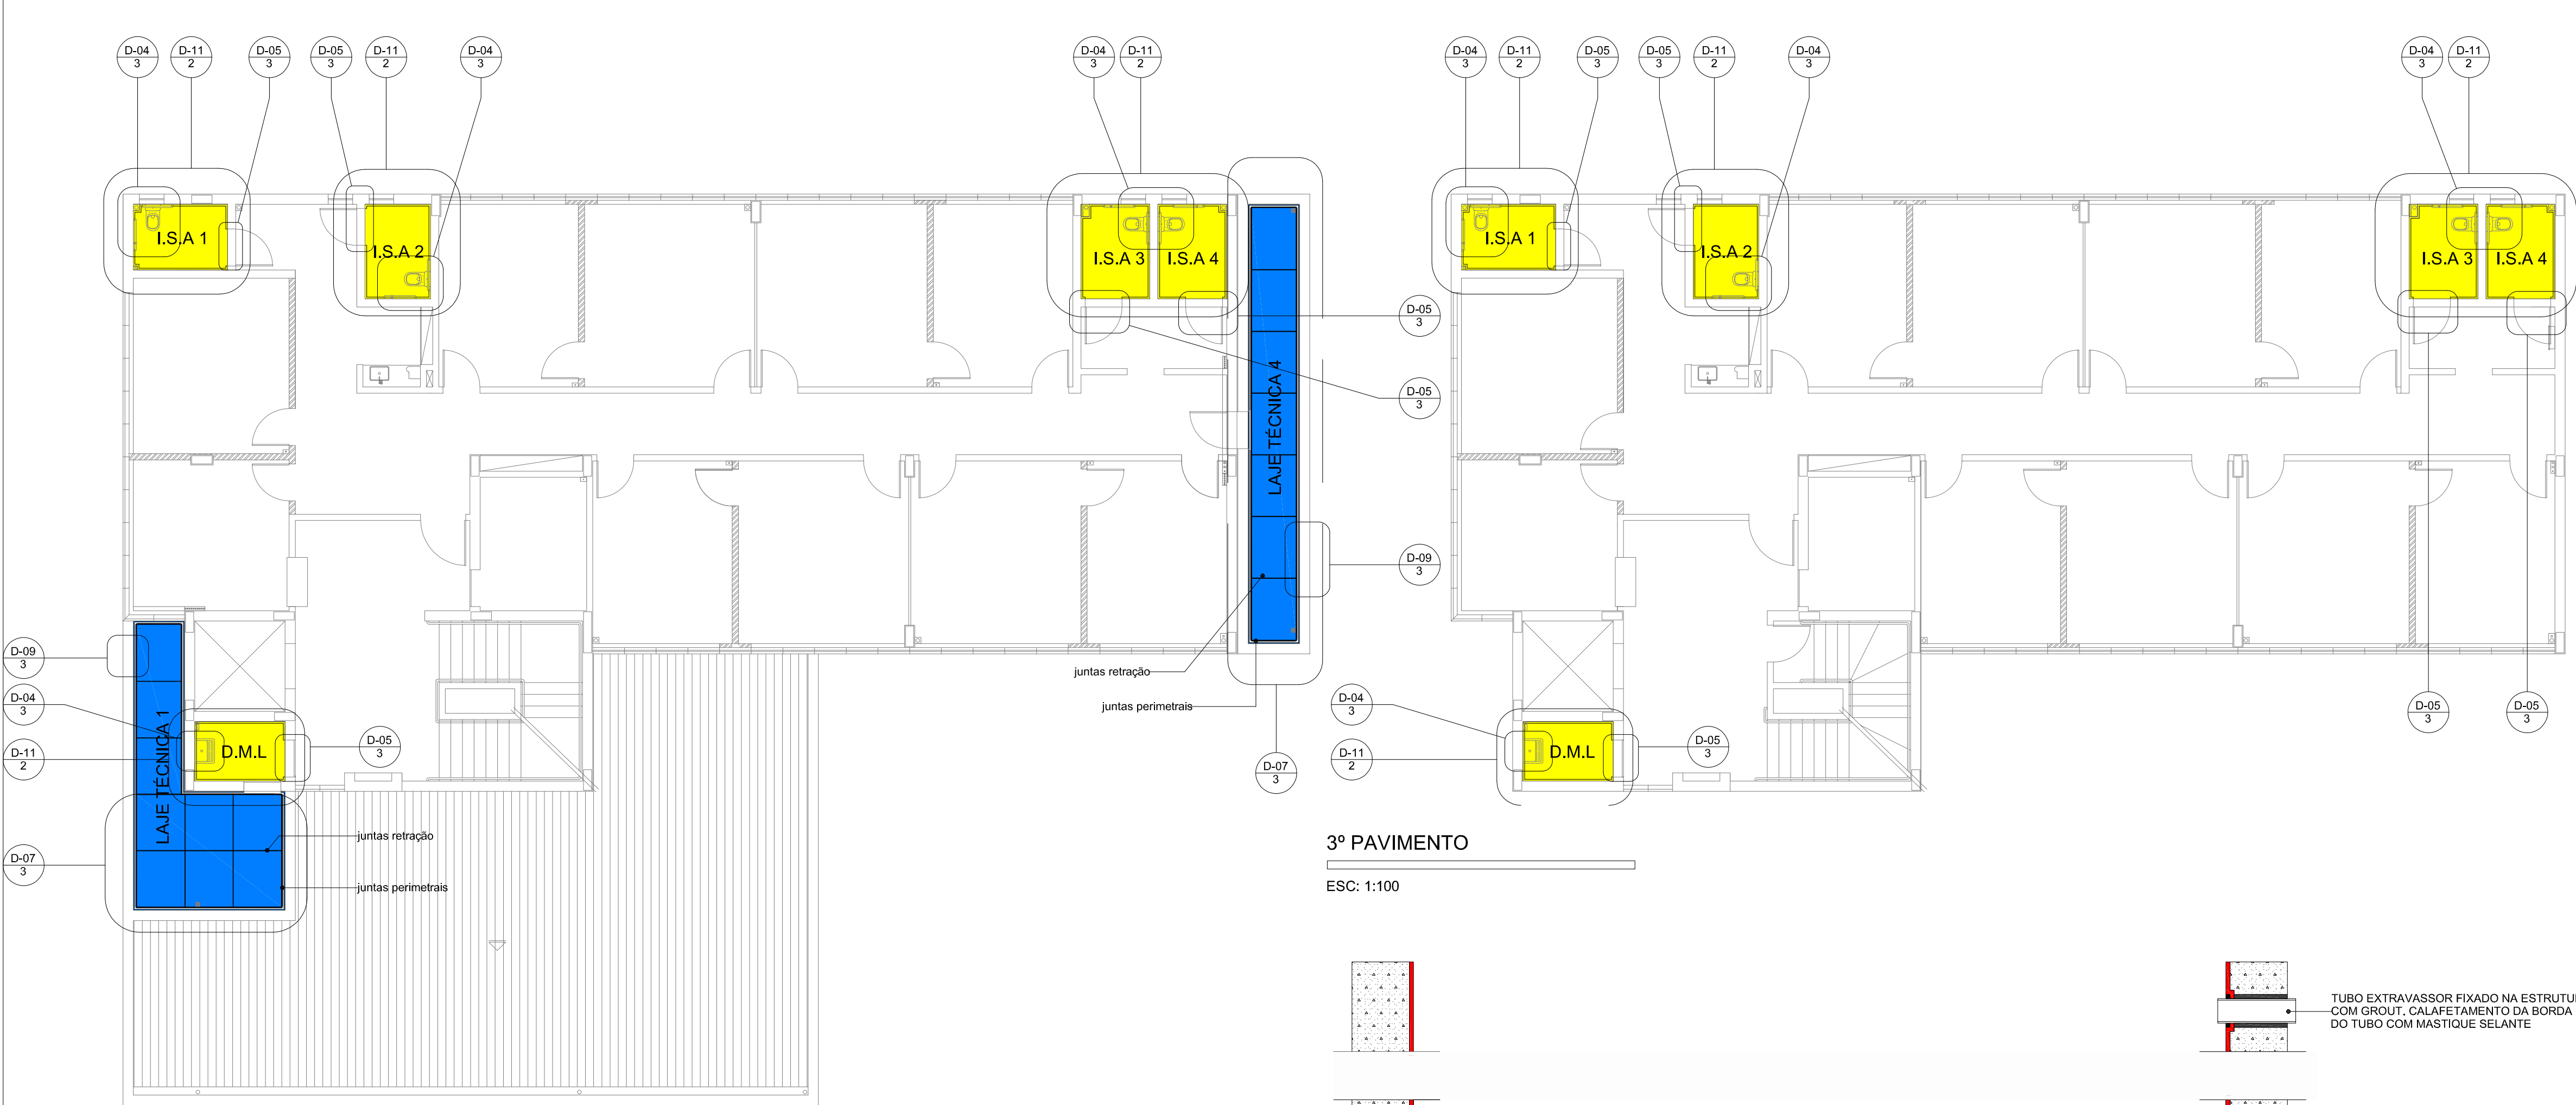 D-04
3
D-11
2
D-05
3
D-05
3
D-11
2
D-04
3
D-04
3
D-11
2
D-04
3
D-11
2
D-05
3
D-05
3
D-11
2
D-04
3
D-04
3
D-11
2
I.S.A 1
I.S.A 2
I.S.A 3
I.S.A 4
I.S.A 1
I.S.A 2
I.S.A 3
I.S.A 4
D-05
3
D-05
3
LAJE TÉCNICA 4
D-09
3
D-09
3
juntas retração
juntas perimetrais
D-04
3
D-11
2
LAJE TÉCNICA 1
D.M.L
D-05
3
D-07
3
D-04
3
D-11
2
D.M.L
D-05
3
D-05
3
D-05
3
juntas retração
D-07
3
juntas perimetrais
3º PAVIMENTO
ESC: 1:100
TUBO EXTRAVASSOR FIXADO NA ESTRUTU
COM GROUT, CALAFETAMENTO DA BORDA
DO TUBO COM MASTIQUE SELANTE